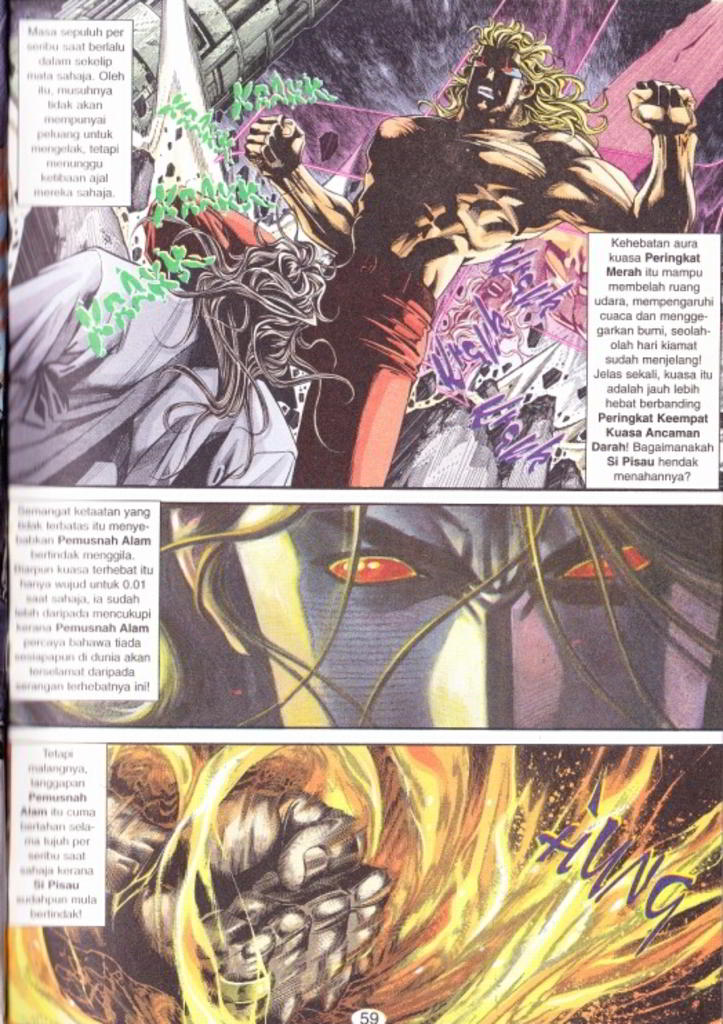 Masa sepuluh per
seribu saat berlalu
dalam sekelip
mata sahaja. Oleh
itu, musuhnya
tidak akan
mempunyai
peluang untuk
mengelak, tetapi
menunggu
ketibaan ajal
mereka sahaja.
KRAKK
KRAKK
KRAKK
KRAKK
KRAKK
Kehebatan aura
kuasa Peringkat
Merah itu mampu
membelah ruang
udara, mempengaruhi
cuaca dan mengge-
garkan bumi, seolah-
olah hari kiamat
sudah menjelang!
Jelas sekali, kuasa itu
adalah jauh lebih
hebat berbanding
Peringkat Keempat
Kuasa Ancaman
Darah! Bagaimanakah
Si Pisau hendak
menahannya?
Semangat ketaatan yang
tidak terbatas itu menye-
babkan Pemusnah Alam
bertindak menggila.
Biarpun kuasa terhebat itu
hanya wujud untuk 0.01
saat sahaja, ia sudah
lebih daripada mencukupi
kerana Pemusnah Alam
percaya bahawa tiada
sesiapapun di dunia akan
terselamat daripada
serangan terhebatnya ini!
Tetapi
malangnya,
tanggapan
Pemusnah
Alam itu cuma
bertahan sela-
ma tujuh per
seribu saat
sahaja kerana
Si Pisau
sudahpun mula
bertindak!
HUNG
59